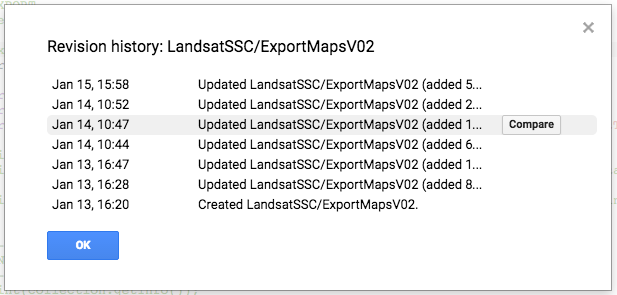 Revision history: LandsatSSC/ExportMapsV02
Jan 15, 15:58 Updated LandsatSSC/ExportMapsV02 (added 5...
Jan 14, 10:52 Updated LandsatSSC/ExportMapsV02 (added 2...
Jan 14, 10:47 Updated LandsatSSC/ExportMapsV02 (added 1... Compare
Jan 14, 10:44 Updated LandsatSSC/ExportMapsV02 (added 6...
Jan 13, 16:47 Updated LandsatSSC/ExportMapsV02 (added 1...
Jan 13, 16:28 Updated LandsatSSC/ExportMapsV02 (added 8...
Jan 13, 16:20 Created LandsatSSC/ExportMapsV02.
OK